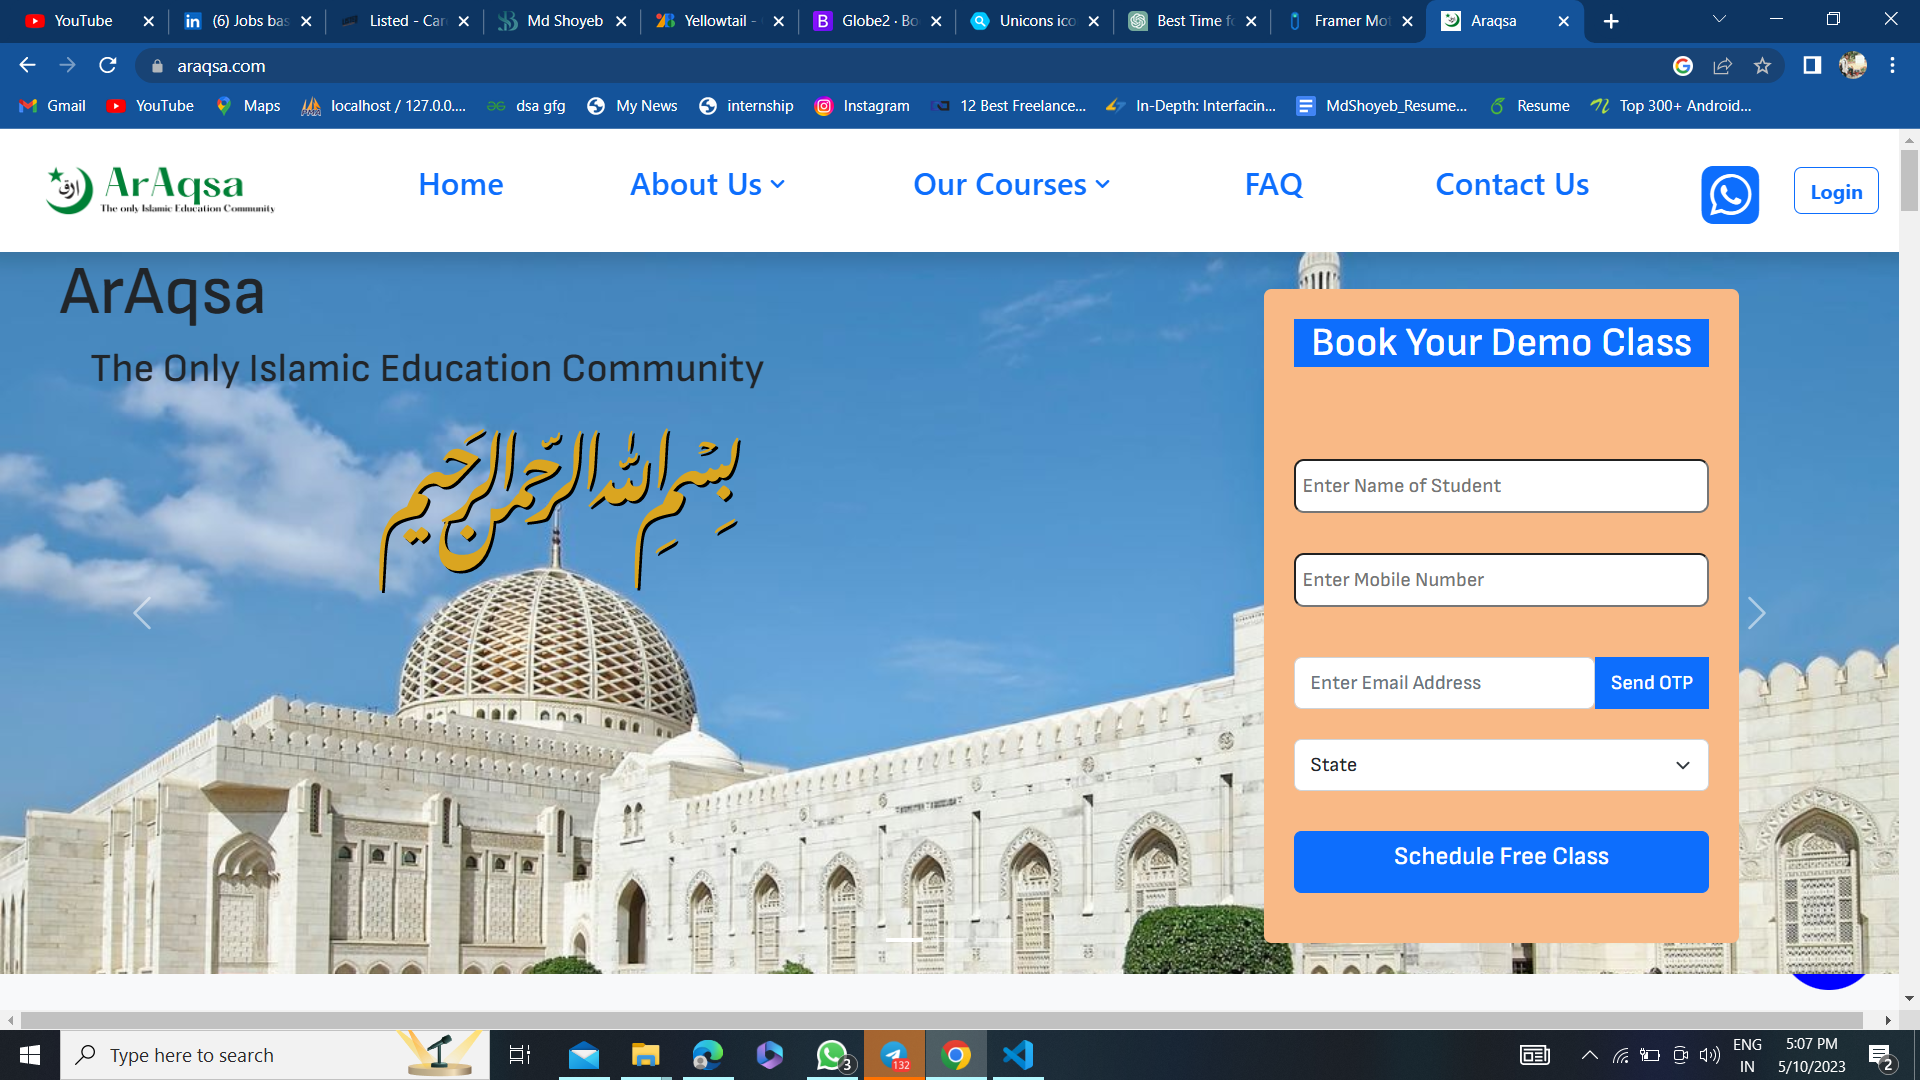 YouTube
(6) Jobs bas
Listed - Car
Md Shoyeb
Yellowtail -
Globe2 · Bo
Unicons ico
Best Time fo
Framer Mot
Araqsa
araqsa.com
Gmail
YouTube
Maps
localhost / 127.0.0....
dsa gfg
My News
internship
Instagram
12 Best Freelance...
In-Depth: Interfacin...
MdShoyeb_Resume...
Resume
Top 300+ Android...
ArAqsa
The only Islamic Education Community
Home
About Us
Our Courses
FAQ
Contact Us
Login
ArAqsa
The Only Islamic Education Community
بِسْمِ اللهِ الرَّحْمٰنِ الرَّحِيمِ
Book Your Demo Class
Enter Name of Student
Enter Mobile Number
Enter Email Address
Send OTP
State
Schedule Free Class
Type here to search
3
132
ENG
IN
5:07 PM
5/10/2023
2